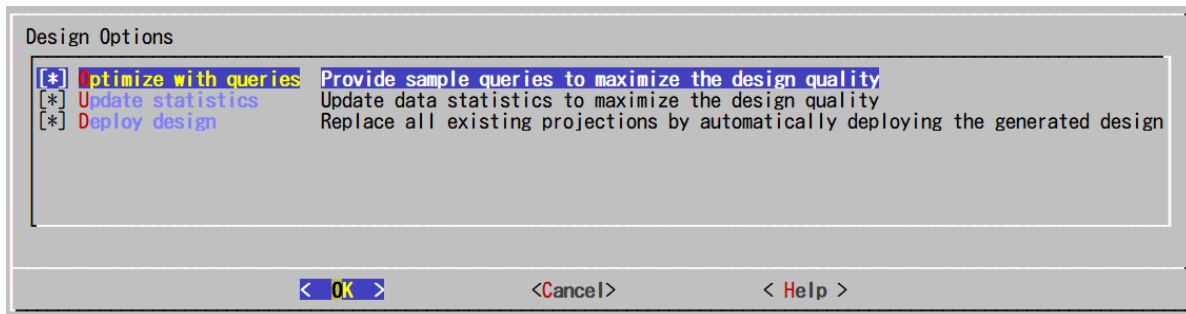 Design Options
[*] Optimize with queries Provide sample queries to maximize the design quality
[*] Update statistics Update data statistics to maximize the design quality
[*] Deploy design Replace all existing projections by automatically deploying the generated design
< OK > <Cancel> < Help >